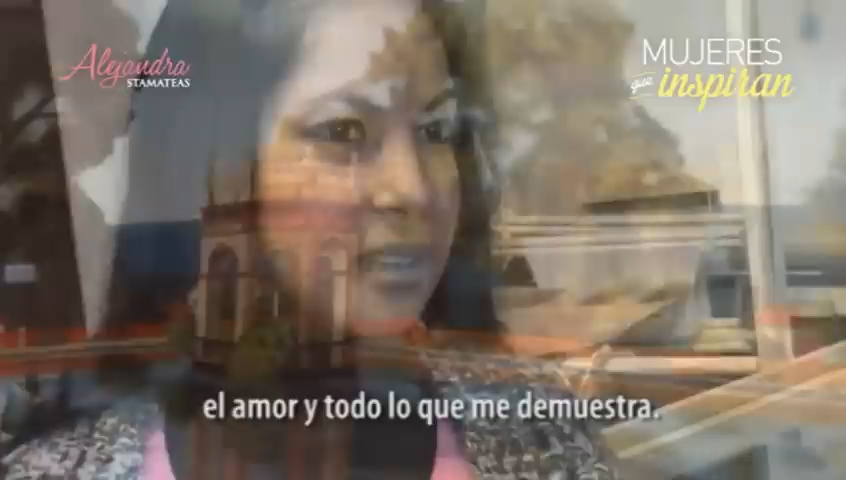 Alejandra
STAMATEAS
MUJERES
que inspiran
el amor y todo lo que me demuestra.